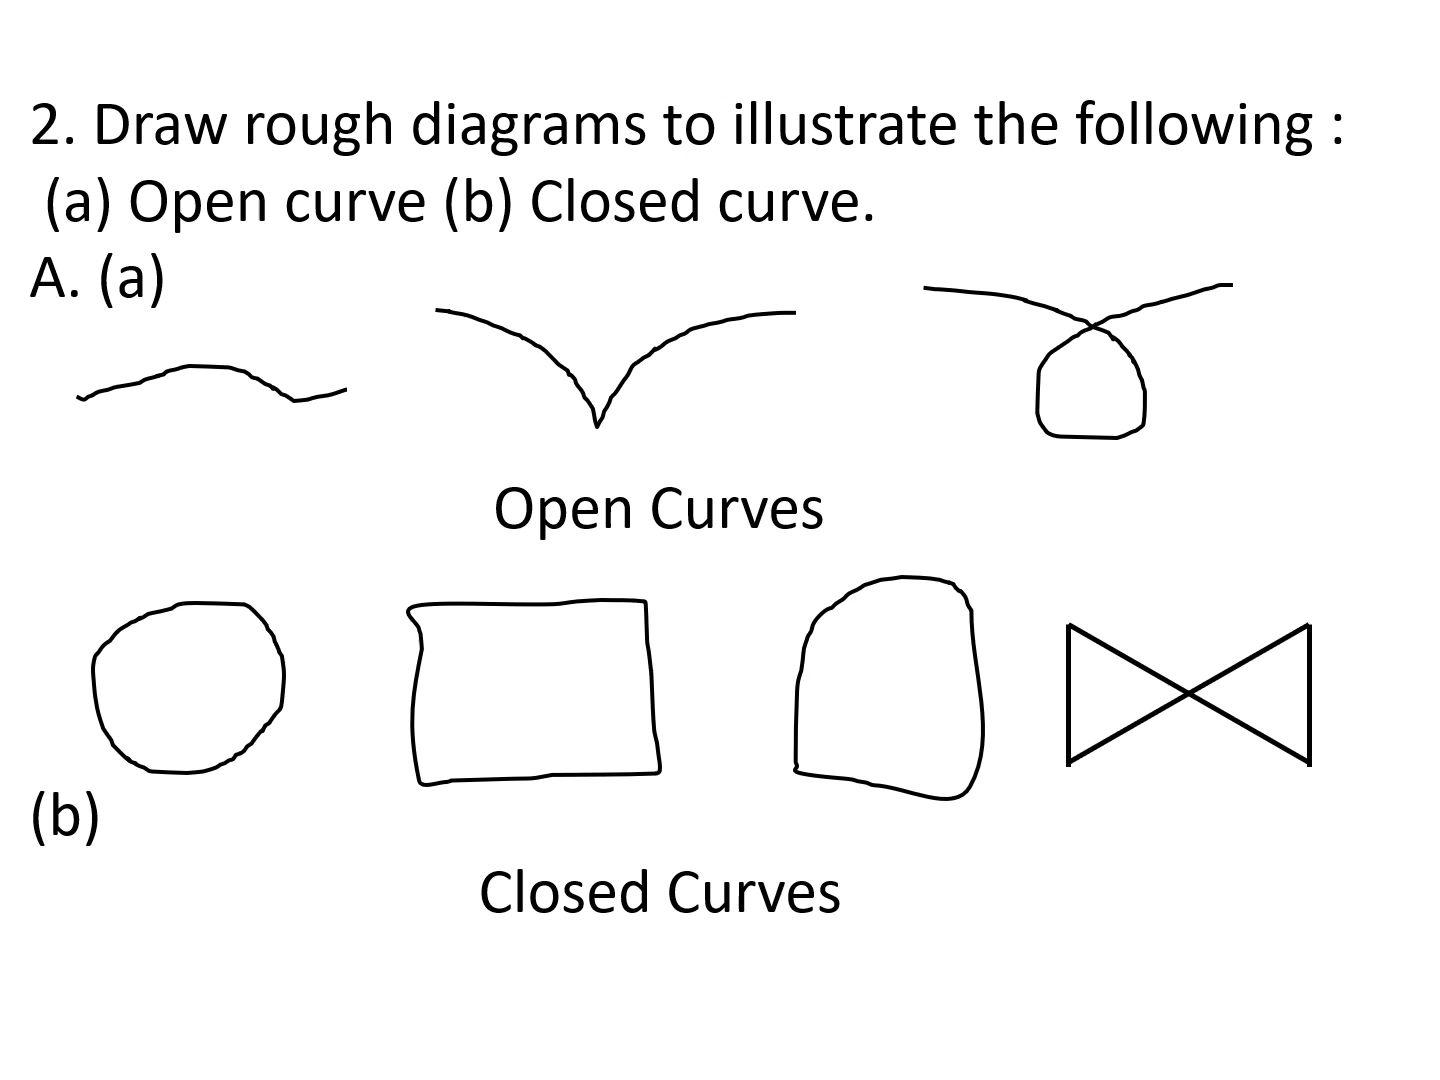 2. Draw rough diagrams to illustrate the following :
(a) Open curve (b) Closed curve.
A. (a)
Open Curves
(b)
Closed Curves